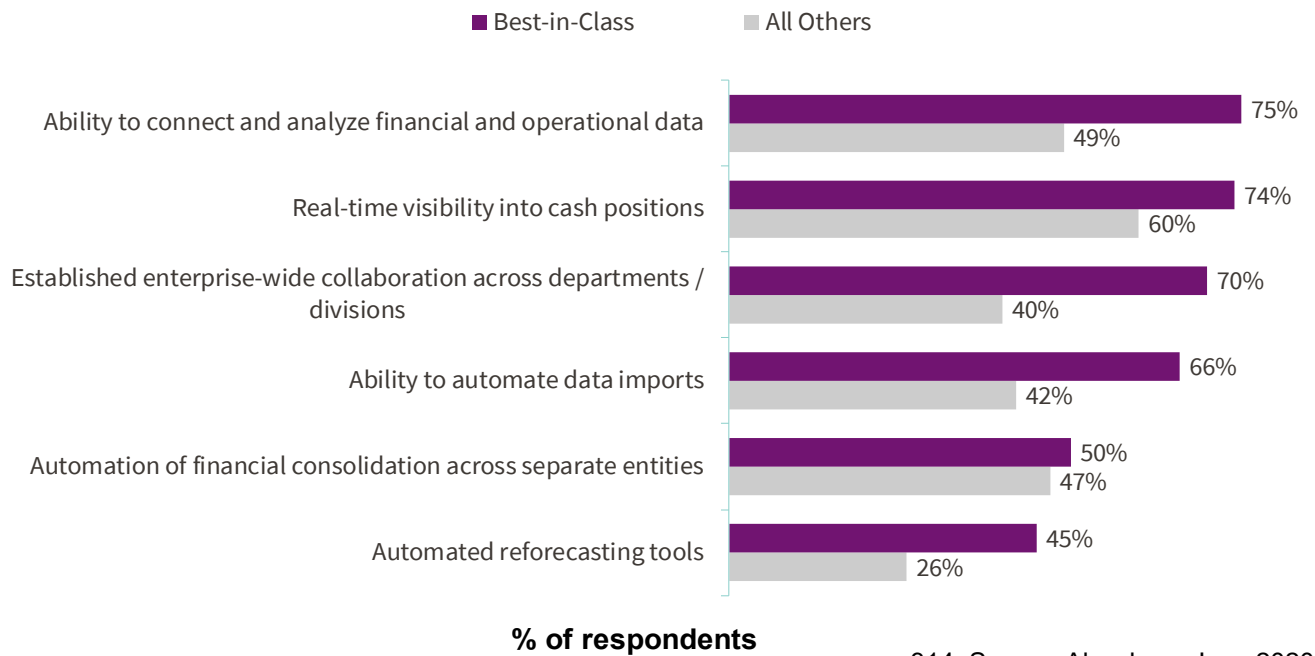 Best-in-Class
All Others
Ability to connect and analyze financial and operational data
75%
49%
Real-time visibility into cash positions
74%
60%
Established enterprise-wide collaboration across departments /
divisions
70%
40%
Ability to automate data imports
66%
42%
Automation of financial consolidation across separate entities
50%
47%
Automated reforecasting tools
45%
26%
% of respondents